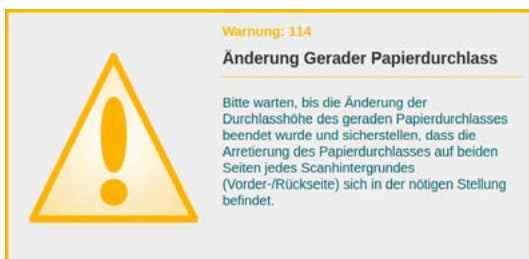 Warnung: 114
Änderung Gerader Papierdurchlass
Bitte warten, bis die Änderung der
Durchlasshöhe des geraden Papierdurchlasses
beendet wurde und sicherstellen, dass die
Arretierung des Papierdurchlasses auf beiden
Seiten jedes Scanhintergrundes
(Vorder-/Rückseite) sich in der nötigen Stellung
befindet.